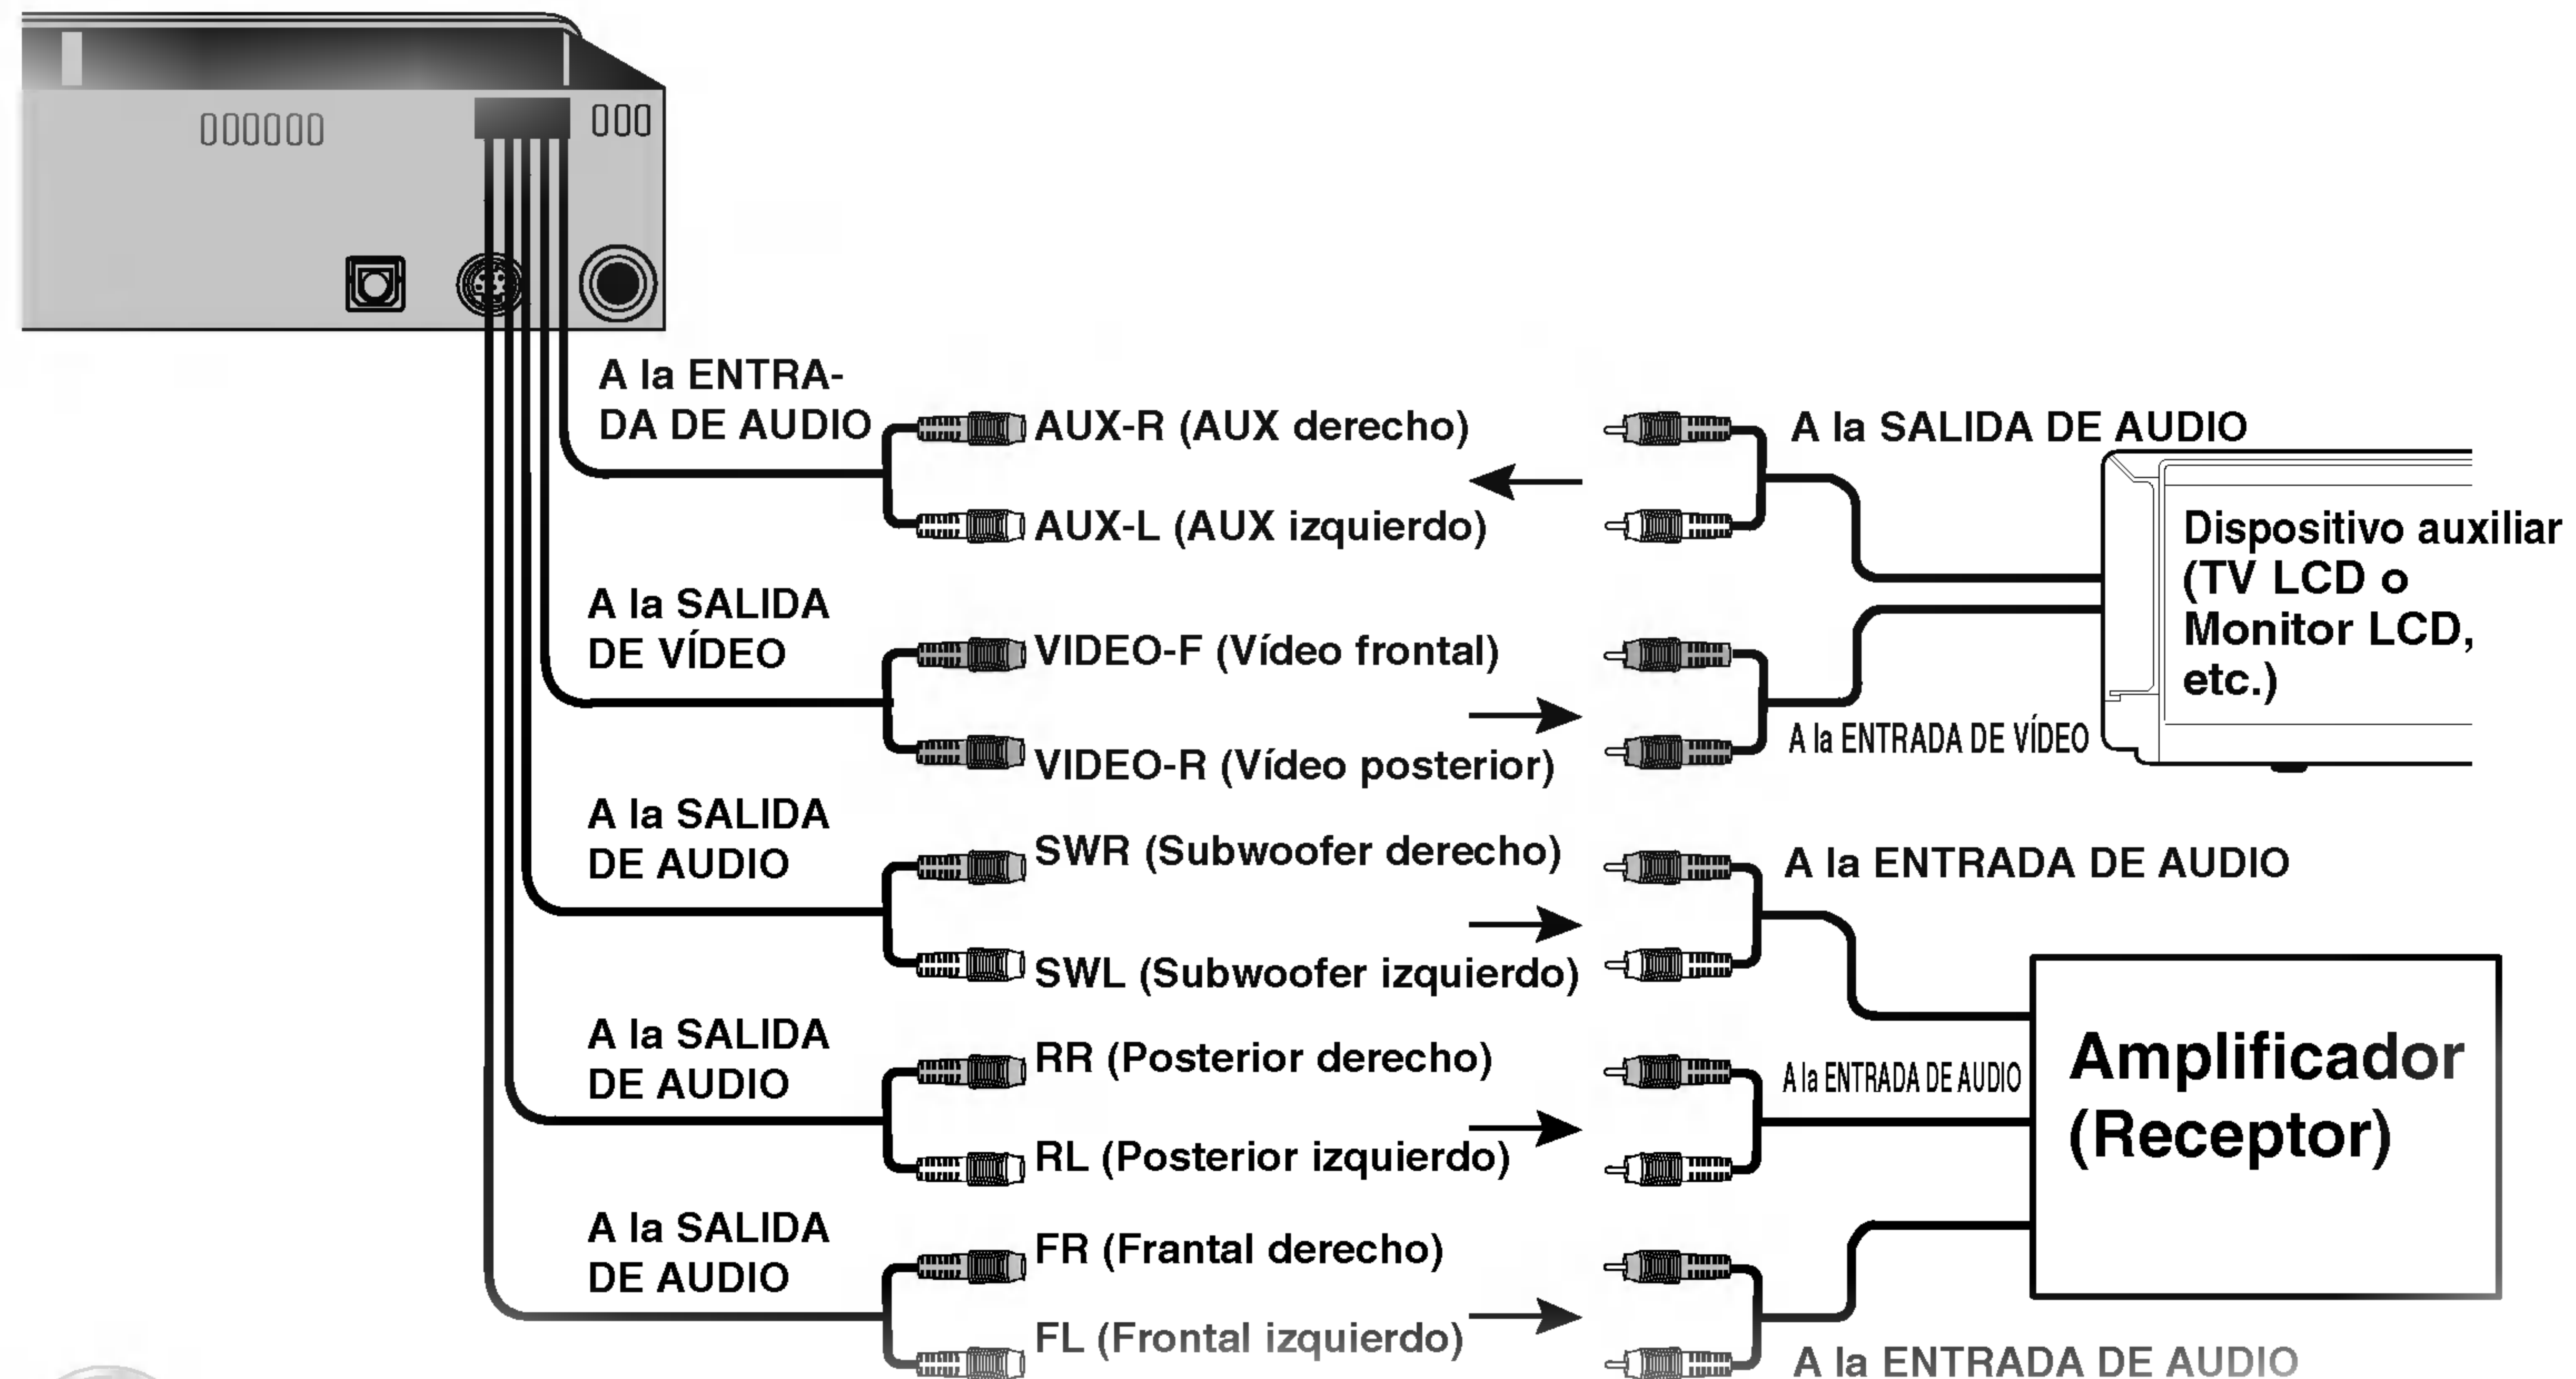 A la ENTRA-
DA DE AUDIO
AUX-R (AUX derecho)
A la SALIDA DE AUDIO
AUX-L (AUX izquierdo)
Dispositivo auxiliar
(TV LCD o
Monitor LCD,
etc.)
A la SALIDA
DE VÍDEO
VIDEO-F (Vídeo frontal)
A la ENTRADA DE VÍDEO
VIDEO-R (Vídeo posterior)
A la SALIDA
DE AUDIO
SWR (Subwoofer derecho)
A la ENTRADA DE AUDIO
SWL (Subwoofer izquierdo)
A la SALIDA
DE AUDIO
RR (Posterior derecho)
A la ENTRADA DE AUDIO
Amplificador
(Receptor)
RL (Posterior izquierdo)
A la SALIDA
DE AUDIO
FR (Frantal derecho)
FL (Frontal izquierdo)
A la ENTRADA DE AUDIO